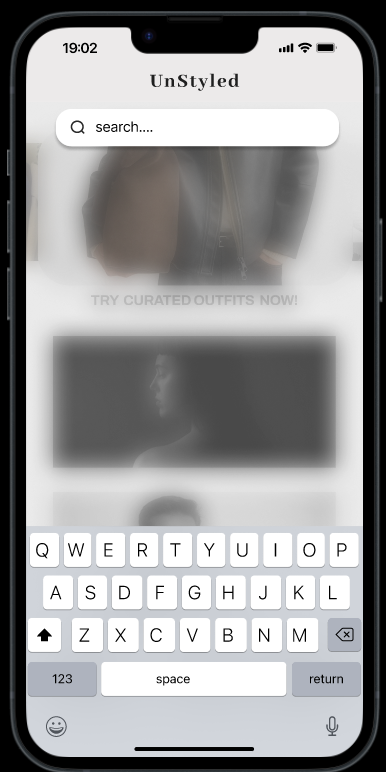 19:02
UnStyled
search....
TRY CURATED OUTFITS NOW!
Q W E R T Y U I O P
A S D F G H J K L
Z X C V B N M
123 space return